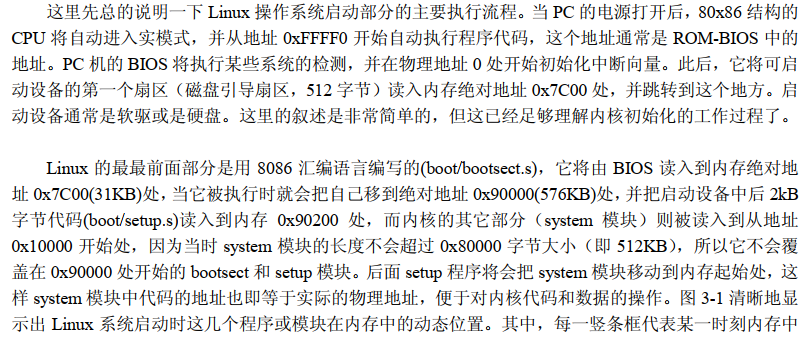 这里先总的说明一下 Linux 操作系统启动部分的主要执行流程。当 PC 的电源打开后，80x86 结构的
CPU 将自动进入实模式，并从地址 0xFFFF0 开始自动执行程序代码，这个地址通常是 ROM-BIOS 中的
地址。PC 机的 BIOS 将执行某些系统的检测，并在物理地址 0 处开始初始化中断向量。此后，它将可启
动设备的第一个扇区（磁盘引导扇区，512 字节）读入内存绝对地址 0x7C00 处，并跳转到这个地方。启
动设备通常是软驱或是硬盘。这里的叙述是非常简单的，但这已经足够理解内核初始化的工作过程了。
Linux 的最最前面部分是用 8086 汇编语言编写的(boot/bootsect.s)，它将由 BIOS 读入到内存绝对地
址 0x7C00(31KB)处，当它被执行时就会把自己移到绝对地址 0x90000(576KB)处，并把启动设备中后 2kB
字节代码(boot/setup.s)读入到内存 0x90200 处，而内核的其它部分（system 模块）则被读入到从地址
0x10000 开始处，因为当时 system 模块的长度不会超过 0x80000 字节大小（即 512KB），所以它不会覆
盖在 0x90000 处开始的 bootsect 和 setup 模块。后面 setup 程序将会把 system 模块移动到内存起始处，这
样 system 模块中代码的地址也即等于实际的物理地址，便于对内核代码和数据的操作。图 3-1 清晰地显
示出 Linux 系统启动时这几个程序或模块在内存中的动态位置。其中，每一竖条框代表某一时刻内存中